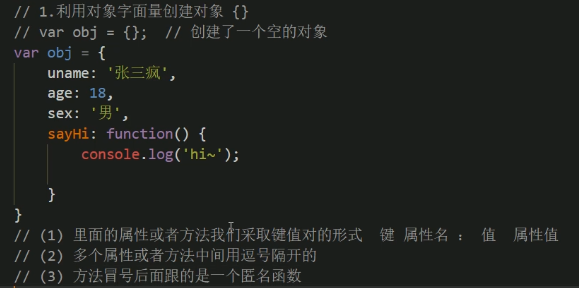 // 1.利用对象字面量创建对象 {}
// var obj = {};  // 创建了一个空的对象
var obj = {
    uname: '张三疯',
    age: 18,
    sex: '男',
    sayHi: function() {
        console.log('hi~');
    }
}
// (1) 里面的属性或者方法我们采取键值对的形式  键 属性名 :  值  属性值
// (2) 多个属性或者方法中间用逗号隔开的
// (3) 方法冒号后面跟的是一个匿名函数